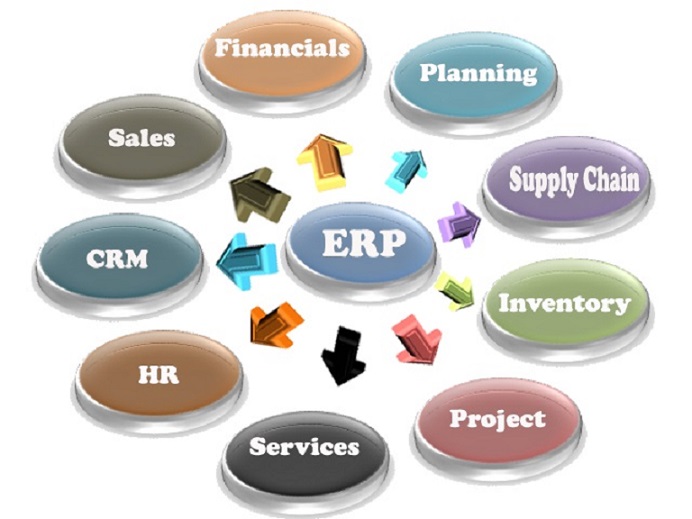 Financials
Planning
Sales
Supply Chain
ERP
CRM
Inventory
HR
Project
Services